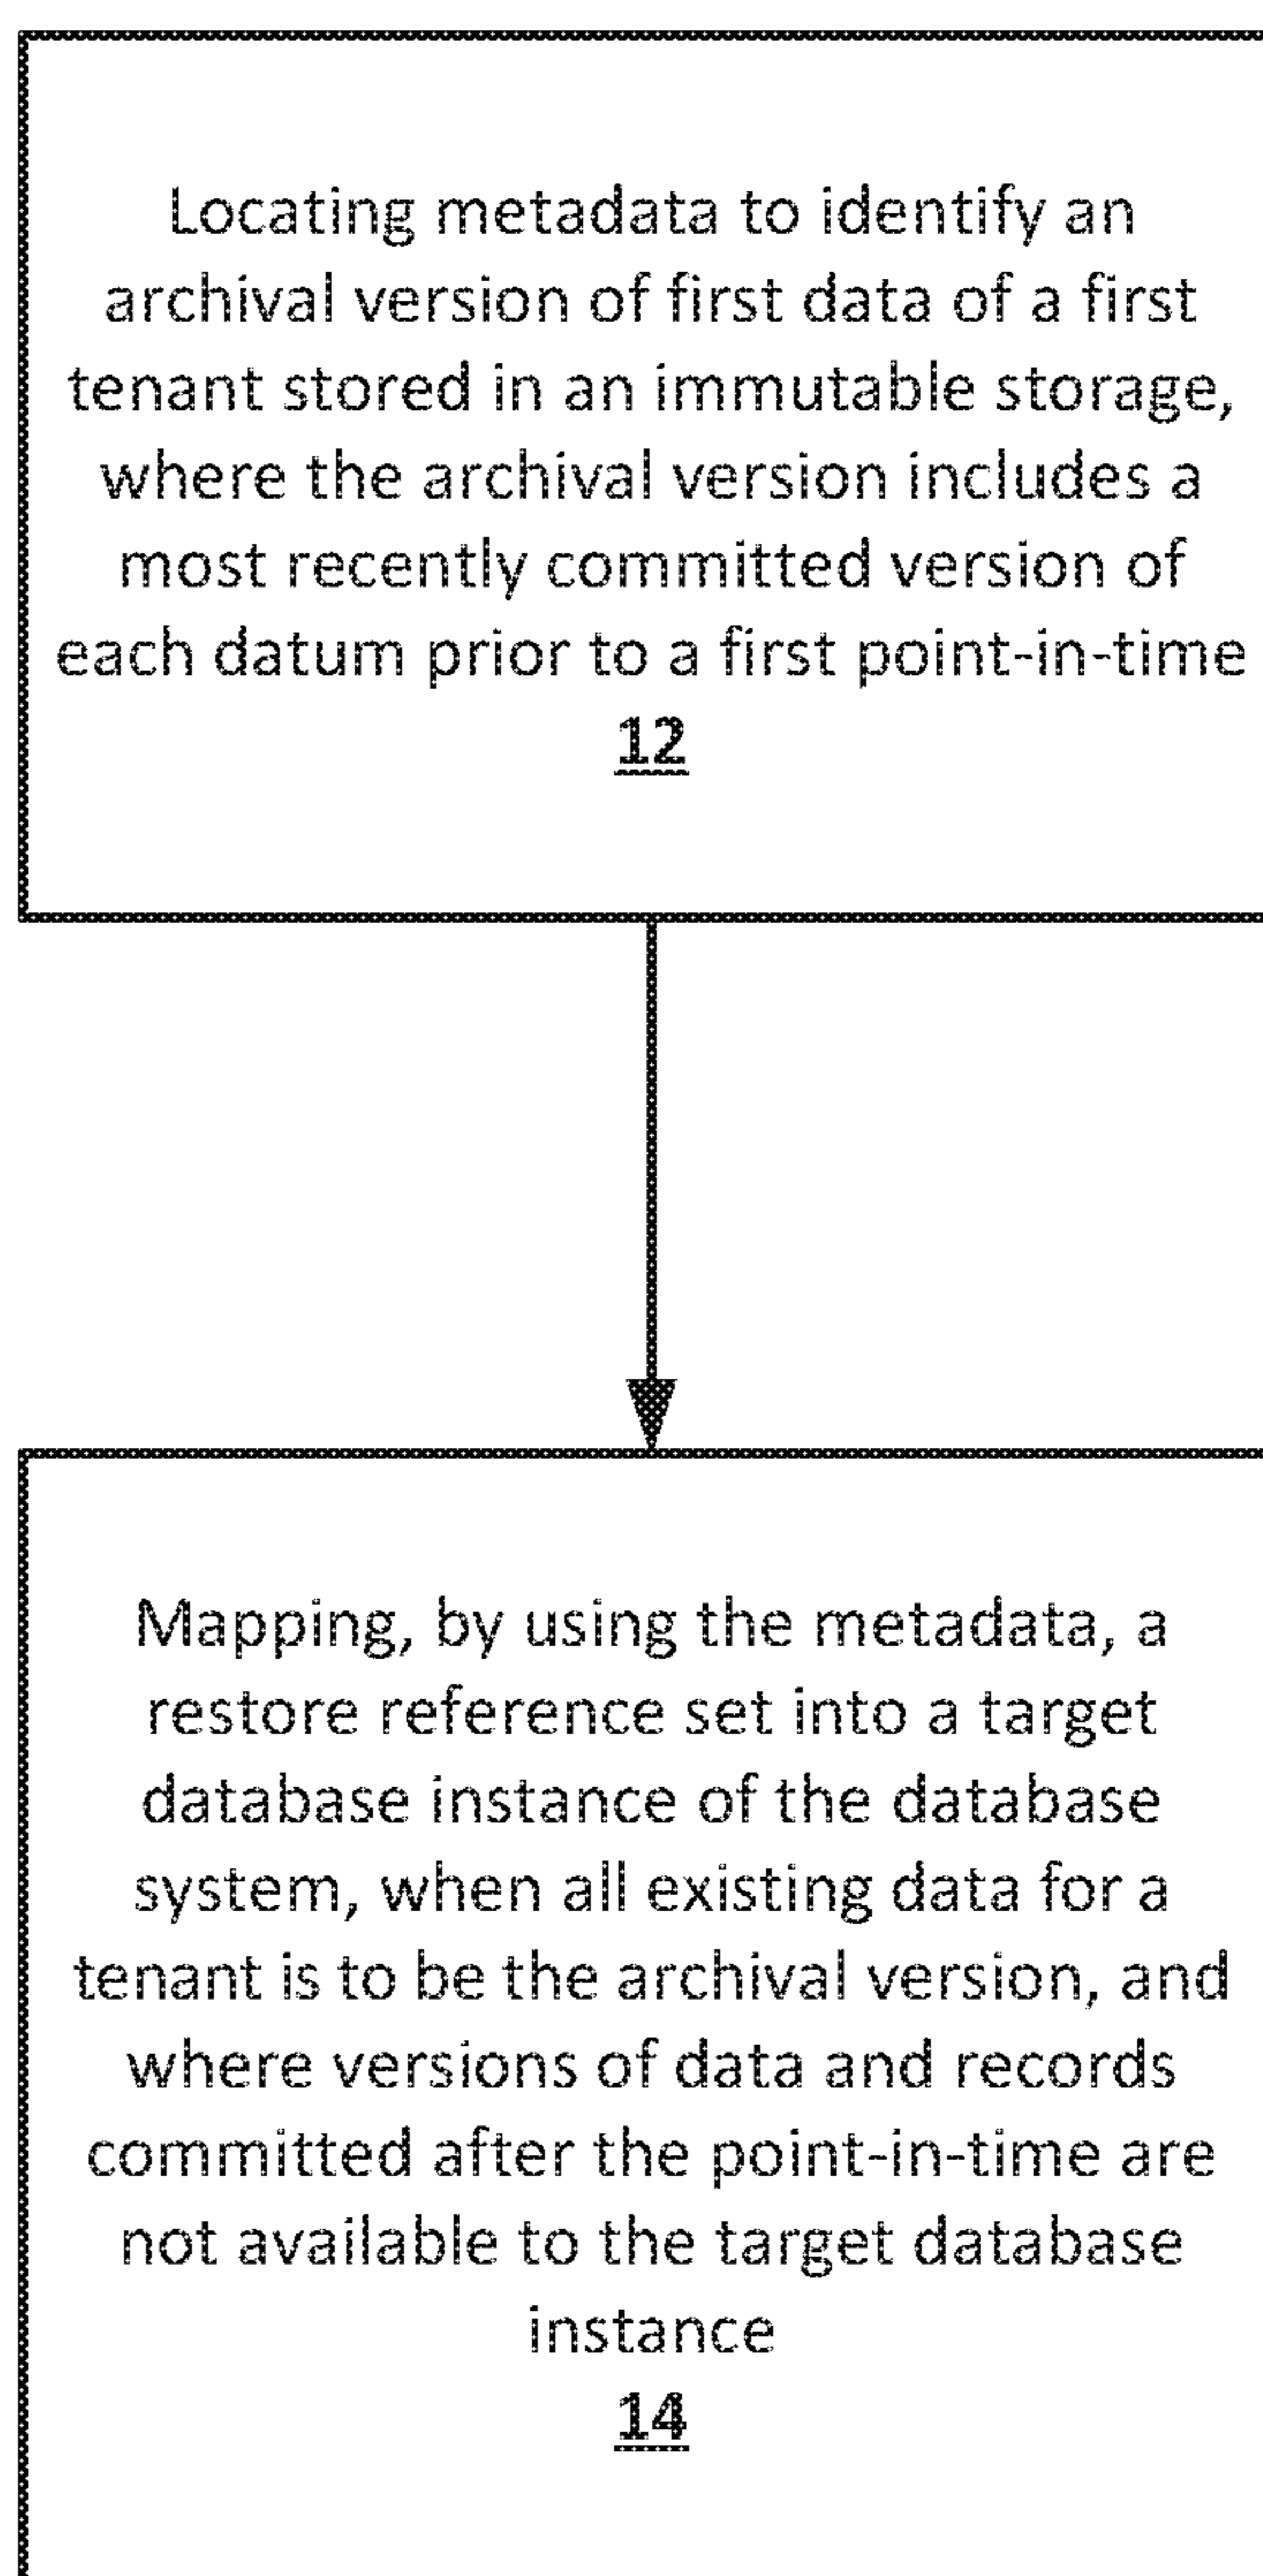 Locating metadata to identify an
archival version of first data of a first
tenant stored in an immutable storage,
where the archival version includes a
most recently committed version of
each datum prior to a first point-in-time
12
Mapping, by using the metadata, a
restore reference set into a target
database instance of the database
system, when all existing data for a
tenant is to be the archival version, and
where versions of data and records
committed after the point-in-time are
not available to the target database
instance
14